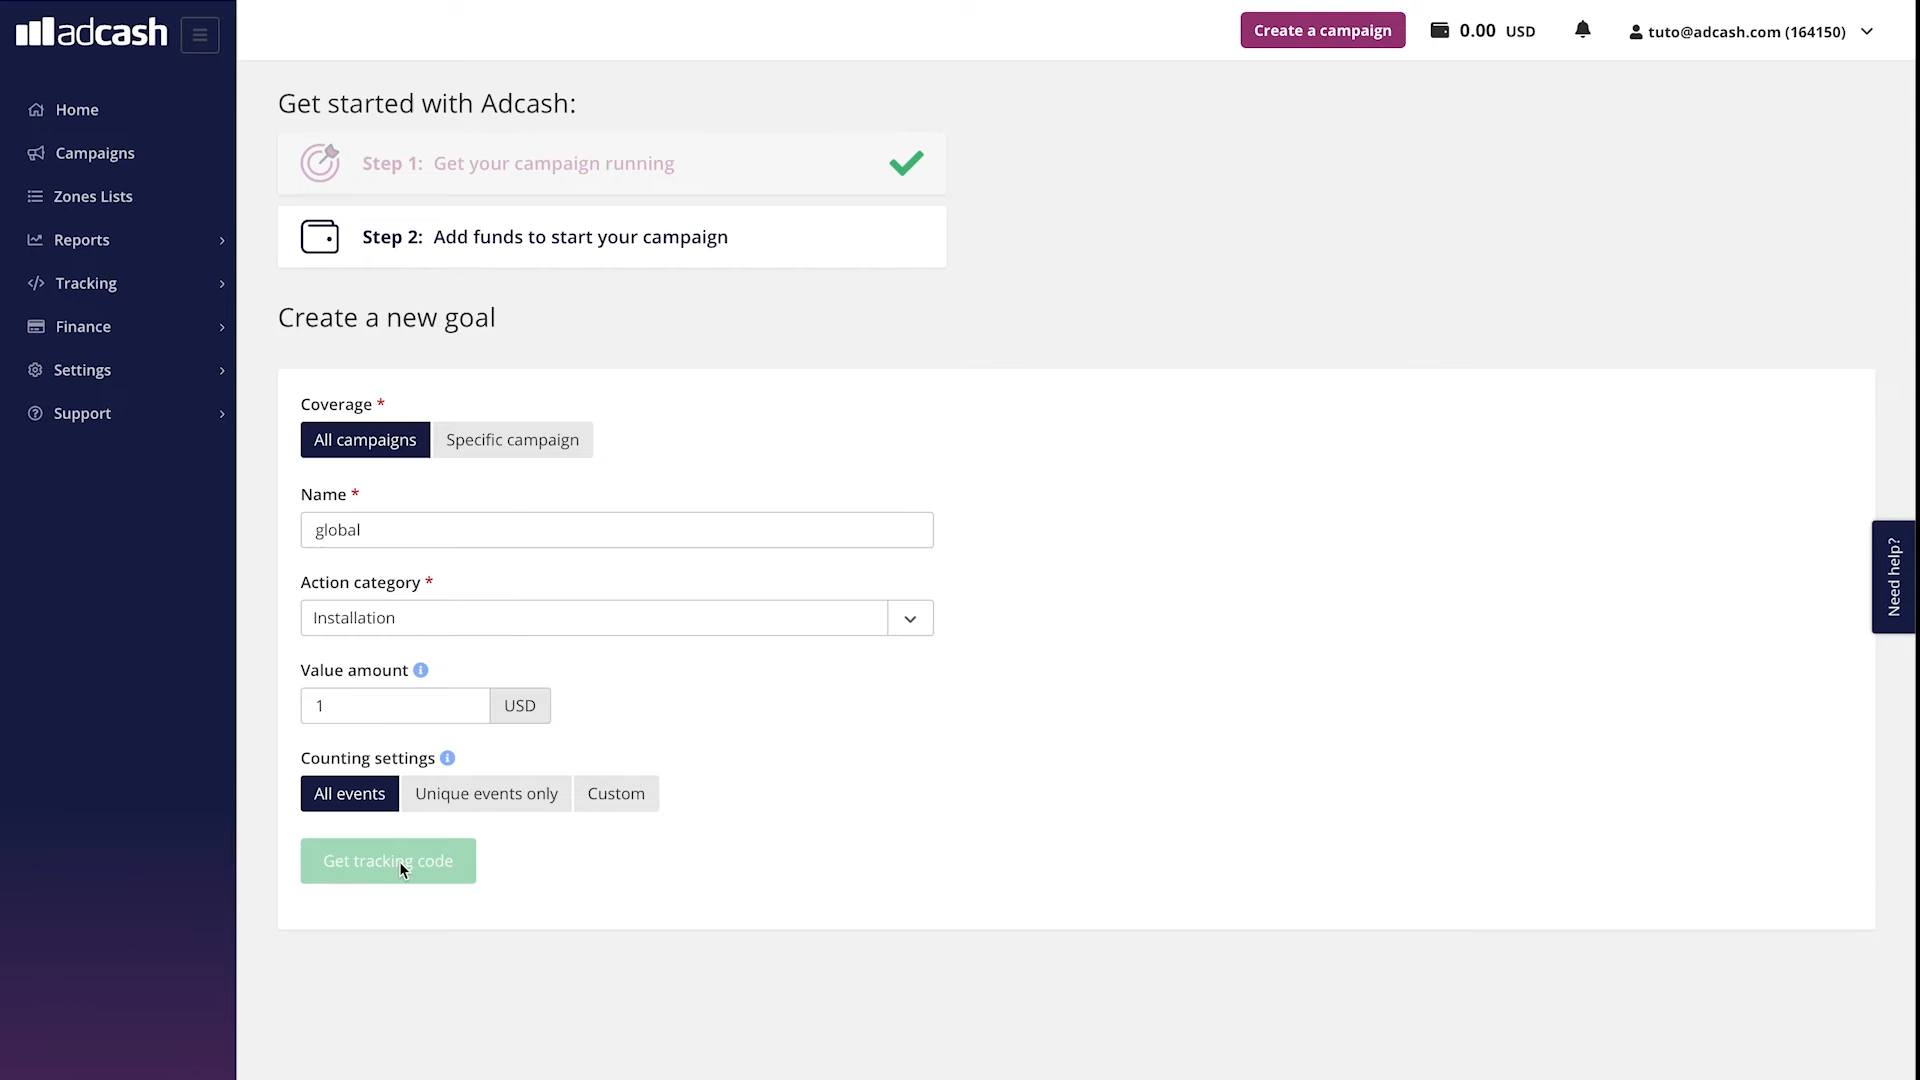 adcash
Create a campaign
0.00 USD
tuto@adcash.com (164150)
Home
Campaigns
Zones Lists
Reports
Tracking
Finance
Settings
Support
Get started with Adcash:
Step 1: Get your campaign running
Step 2: Add funds to start your campaign
Create a new goal
Coverage *
All campaigns
Specific campaign
Name *
global
Action category *
Installation
Value amount
1
USD
Counting settings
All events
Unique events only
Custom
Get tracking code
Need help?